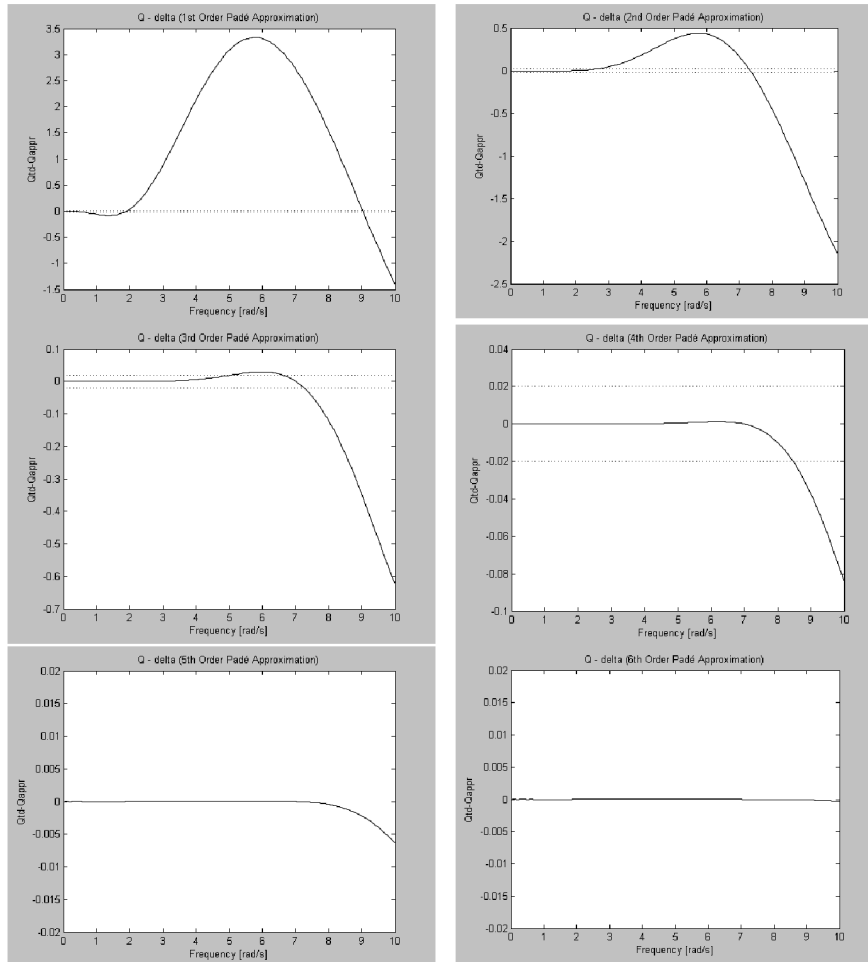 Q - delta (1st Order Padé Approximation)
3.5
3
2.5
2
1.5
1
0.5
0
-0.5
-1
-1.5
Qtd-Qappr
0 1 2 3 4 5 6 7 8 9 10
Frequency [rad/s]
Q - delta (2nd Order Padé Approximation)
0.5
0
-0.5
-1
-1.5
-2
-2.5
Qtd-Qappr
0 1 2 3 4 5 6 7 8 9 10
Frequency [rad/s]
Q - delta (3rd Order Padé Approximation)
0.1
0
-0.1
-0.2
-0.3
-0.4
-0.5
-0.6
-0.7
Qtd-Qappr
0 1 2 3 4 5 6 7 8 9 10
Frequency [rad/s]
Q - delta (4th Order Padé Approximation)
0.04
0.02
0
-0.02
-0.04
-0.06
-0.08
-0.1
Qtd-Qappr
0 1 2 3 4 5 6 7 8 9 10
Frequency [rad/s]
Q - delta (5th Order Padé Approximation)
0.02
0.015
0.01
0.005
0
-0.005
-0.01
-0.015
-0.02
Qtd-Qappr
0 1 2 3 4 5 6 7 8 9 10
Frequency [rad/s]
Q - delta (6th Order Padé Approximation)
0.02
0.015
0.01
0.005
0
-0.005
-0.01
-0.015
-0.02
Qtd-Qappr
0 1 2 3 4 5 6 7 8 9 10
Frequency [rad/s]